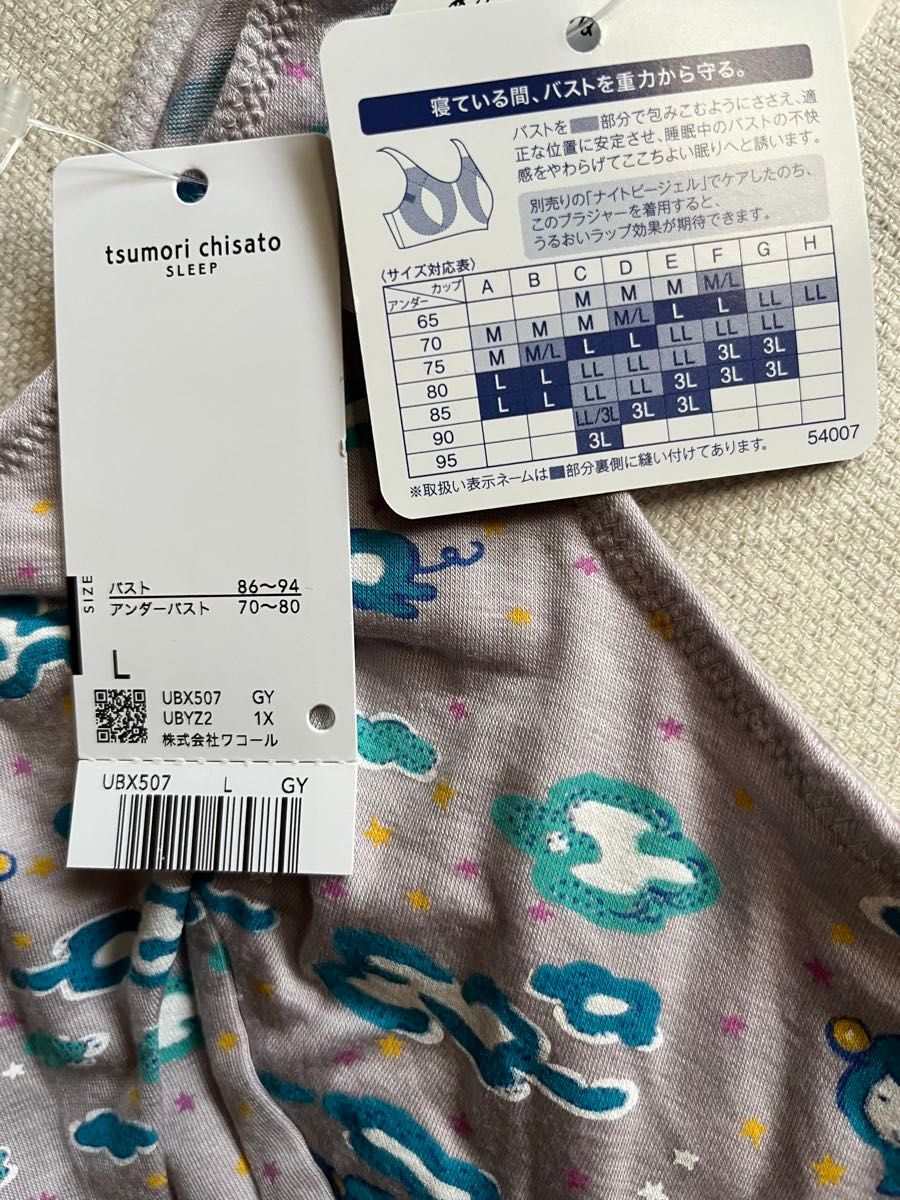 寝ている間、バストを重力から守る。
バストを部分で包みこむようにささえ、適
正な位置に安定させ、睡眠中のバストの不快
感をやわらげてここちよい眠りへと誘います。
別売りの「ナイトビージェル」でケアしたのち、
このブラジャーを着用すると、
うるおいラップ効果が期待できます。
〈サイズ対応表〉
カップ A B C D E F G H
アンダー
65 M M M M/L
70 M M M M/L L L LL LL
75 M M/L L L LL LL LL
80 L L LL LL LL 3L 3L
85 L L LL LL 3L 3L 3L
90 LL/3L 3L 3L
95 3L
※取扱い表示ネームは部分裏側に縫い付けてあります。 54007
tsumori chisato
SLEEP
SIZE
バスト 86〜94
アンダーバスト 70〜80
L
UBX507 GY
UBYZ2 1X
株式会社ワコール
UBX507 L GY